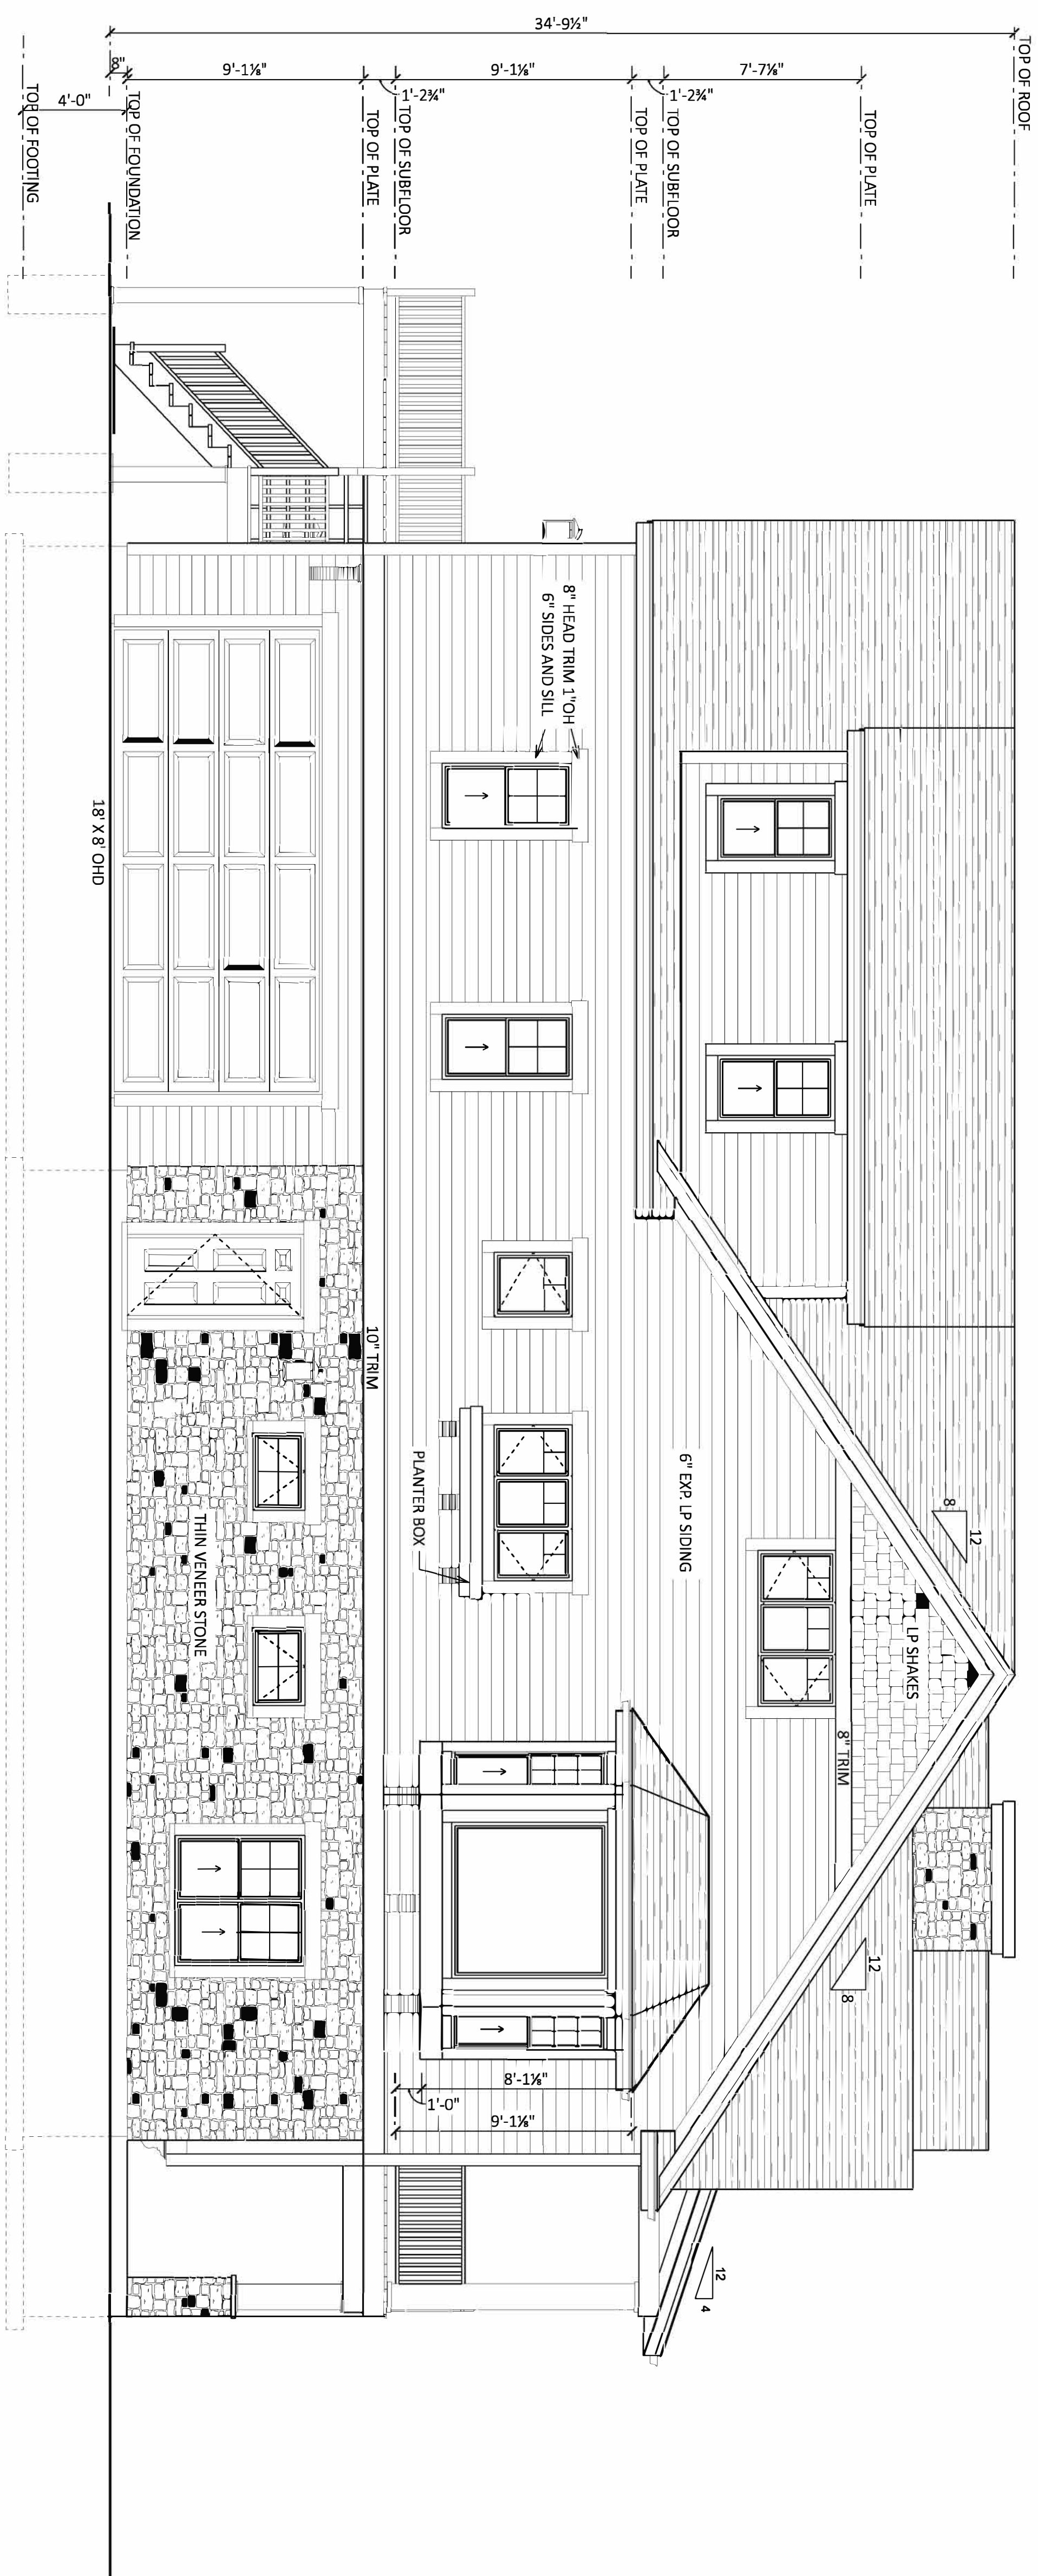 TOP OF ROOF
34'-9½"
TOP OF PLATE
7'-7⅛"
TOP OF SUBFLOOR
1'-2¾"
TOP OF PLATE
9'-1⅛"
TOP OF SUBFLOOR
1'-2¾"
TOP OF PLATE
9'-1⅛"
TOP OF FOUNDATION
8"
4'-0"
TOP OF FOOTING
8" HEAD TRIM 1"OH
6" SIDES AND SILL
18' X 8' OHD
10" TRIM
THIN VENEER STONE
PLANTER BOX
6" EXP. LP SIDING
12
8
LP SHAKES
8" TRIM
12
8
8'-1⅛"
1'-0"
9'-1⅛"
12
4